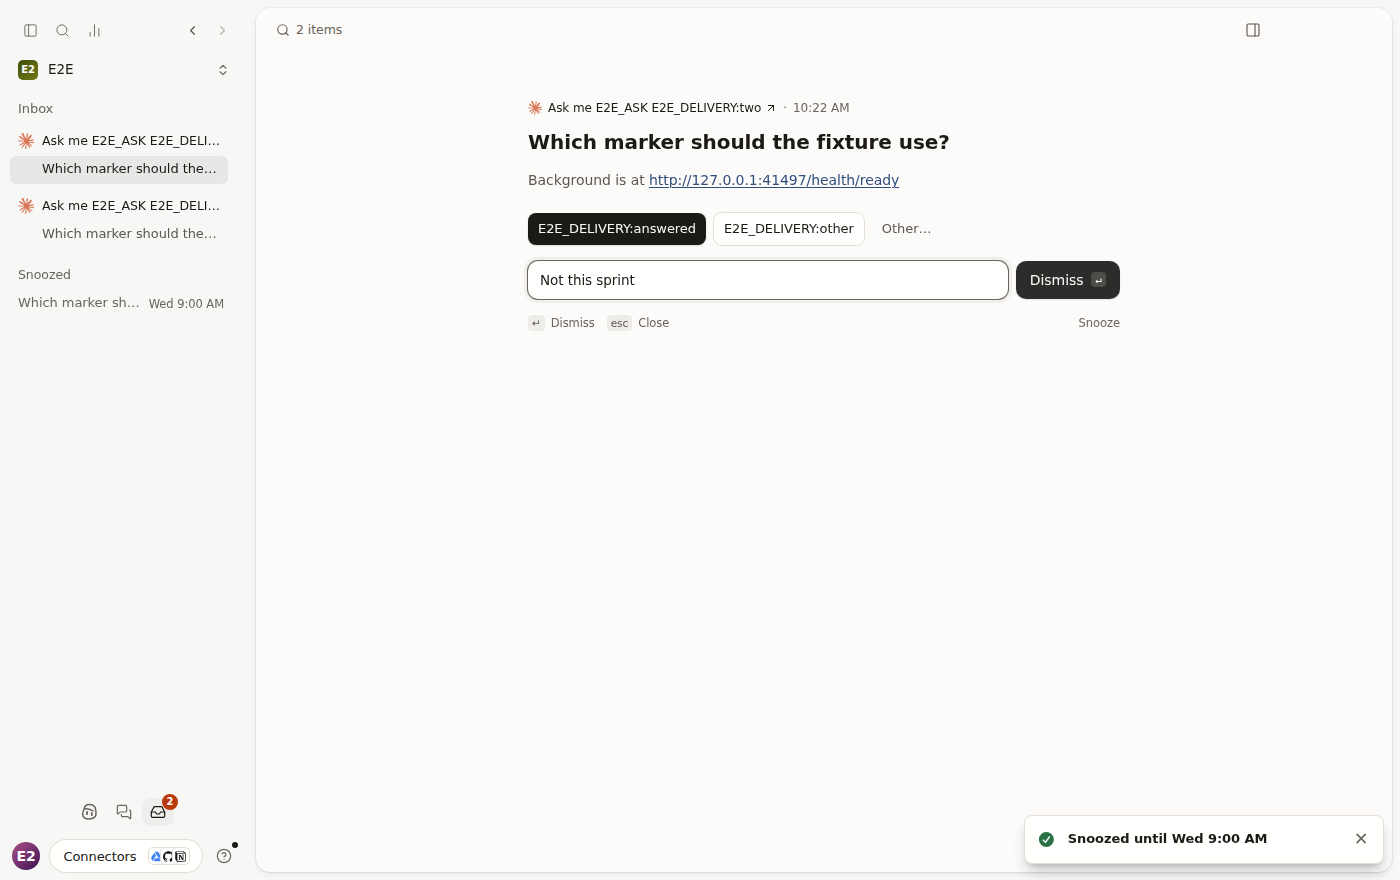 E2 E2E
Inbox
Ask me E2E_ASK E2E_DELI...
Which marker should the...
Ask me E2E_ASK E2E_DELI...
Which marker should the...
Snoozed
Which marker sh... Wed 9:00 AM
2
E2 Connectors
2 items
Ask me E2E_ASK E2E_DELIVERY:two · 10:22 AM
Which marker should the fixture use?
Background is at http://127.0.0.1:41497/health/ready
E2E_DELIVERY:answered E2E_DELIVERY:other Other...
Not this sprint Dismiss ↵
↵ Dismiss esc Close Snooze
Snoozed until Wed 9:00 AM